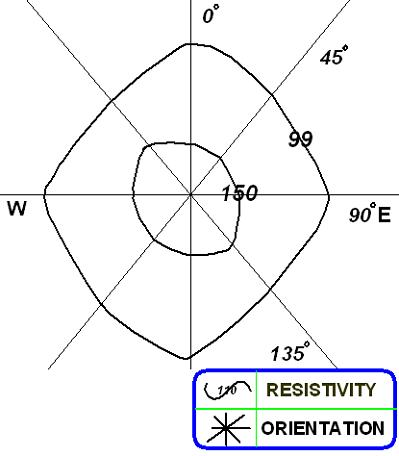 0°
45°
99
150
W
90°E
135°
110 RESISTIVITY
ORIENTATION